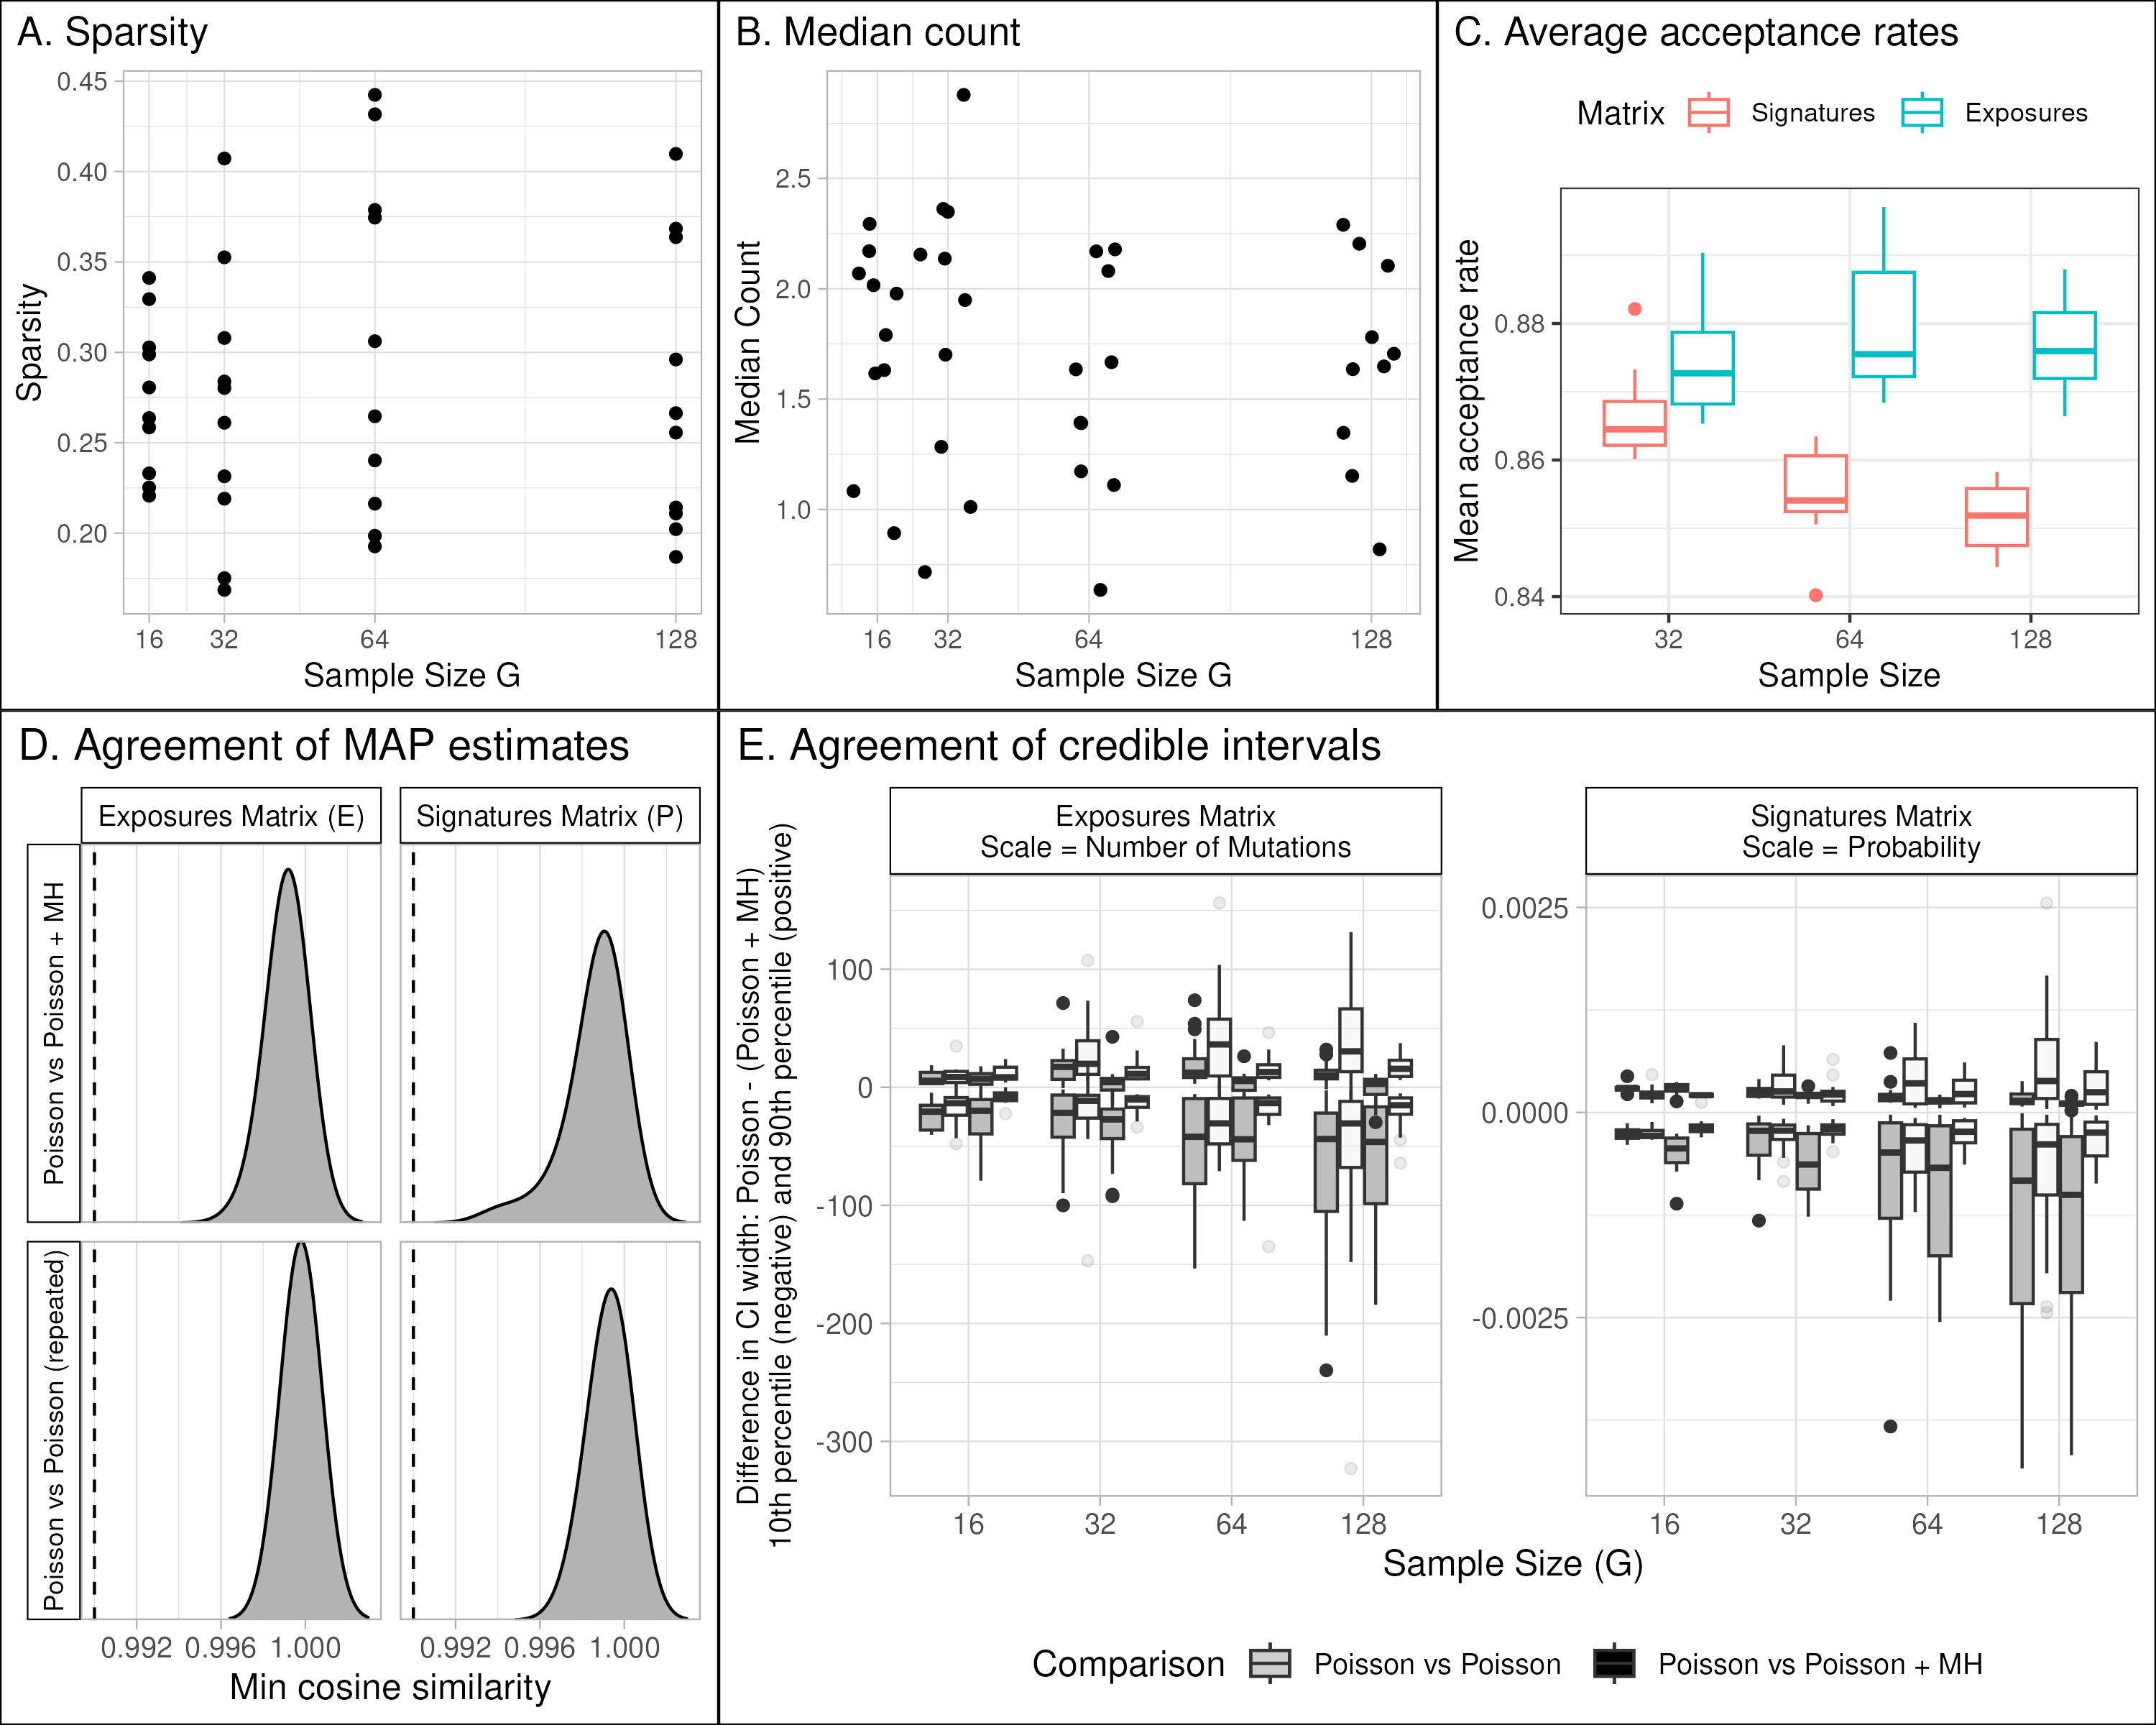 A. Sparsity
0.45
0.40
0.35
0.30
0.25
0.20
Sparsity
16 32 64 128
Sample Size G
B. Median count
2.5
2.0
1.5
1.0
Median Count
16 32 64 128
Sample Size G
C. Average acceptance rates
Matrix Signatures Exposures
0.88
0.86
0.84
Mean acceptance rate
32 64 128
Sample Size
D. Agreement of MAP estimates
Exposures Matrix (E) Signatures Matrix (P)
Poisson vs Poisson + MH
Poisson vs Poisson (repeated)
0.992 0.996 1.000 0.992 0.996 1.000
Min cosine similarity
E. Agreement of credible intervals
Difference in CI width: Poisson - (Poisson + MH)
10th percentile (negative) and 90th percentile (positive)
Exposures Matrix
Scale = Number of Mutations
100
0
-100
-200
-300
16 32 64 128
Signatures Matrix
Scale = Probability
0.0025
0.0000
-0.0025
16 32 64 128
Sample Size (G)
Comparison Poisson vs Poisson Poisson vs Poisson + MH